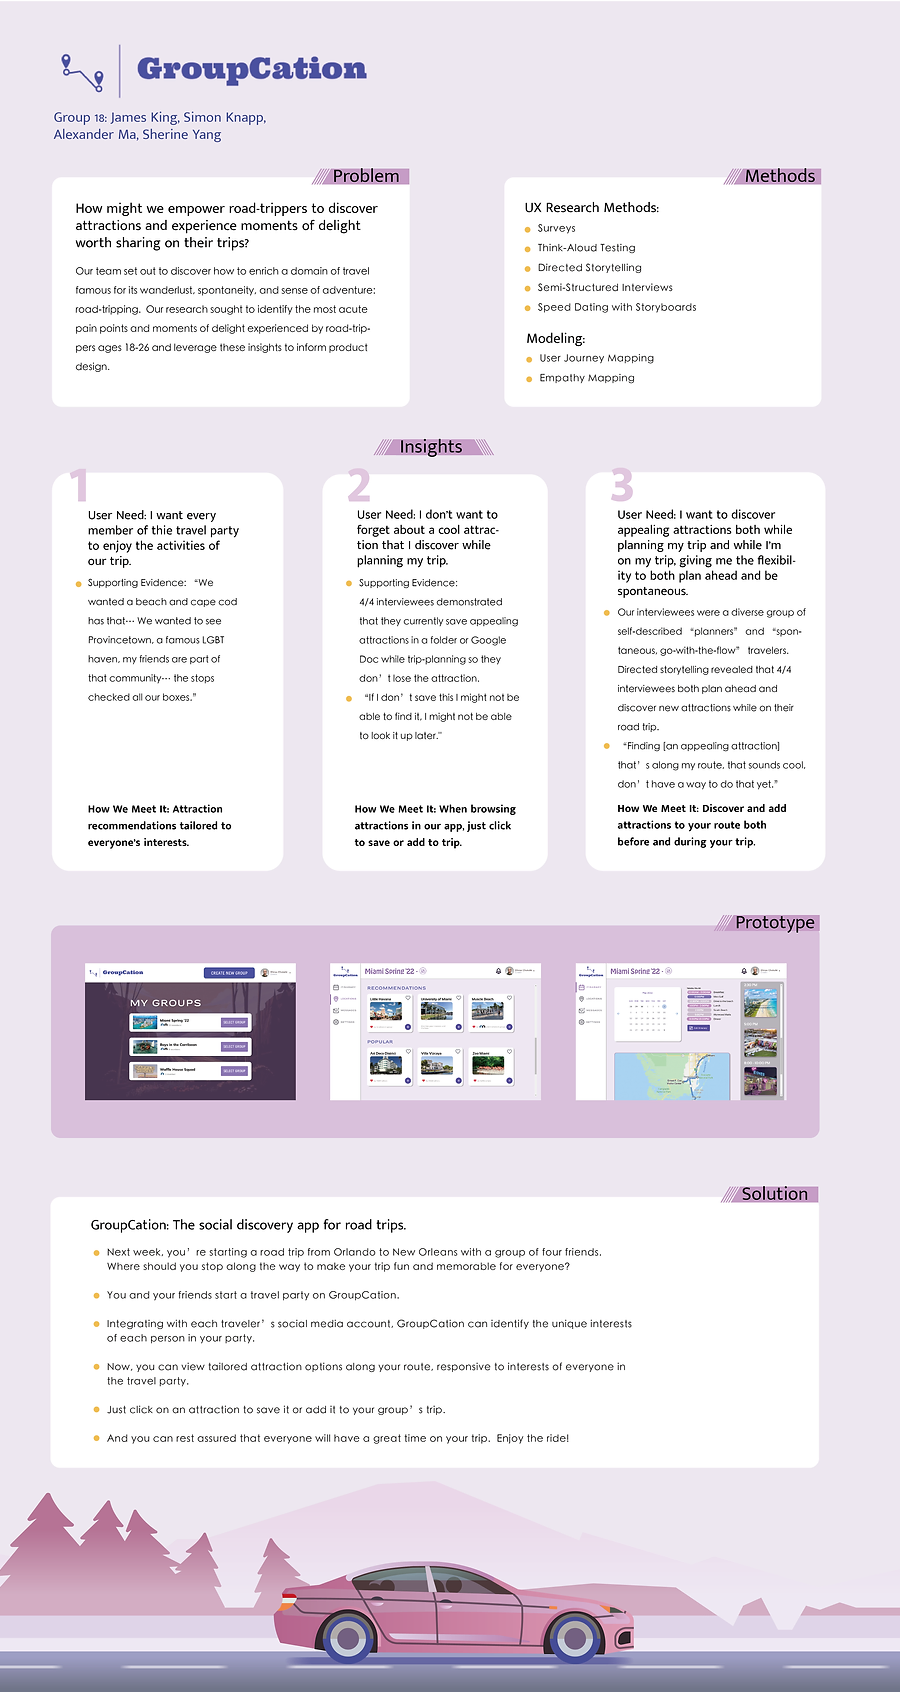 GroupCation
Group 18: James King, Simon Knapp,
Alexander Ma, Sherine Yang
Problem
How might we empower road-trippers to discover
attractions and experience moments of delight
worth sharing on their trips?
Our team set out to discover how to enrich a domain of travel
famous for its wanderlust, spontaneity, and sense of adventure:
road-tripping. Our research sought to identify the most acute
pain points and moments of delight experienced by road-trip-
pers ages 18-26 and leverage these insights to inform product
design.
Methods
UX Research Methods:
Surveys
Think-Aloud Testing
Directed Storytelling
Semi-Structured Interviews
Speed Dating with Storyboards
Modeling:
User Journey Mapping
Empathy Mapping
Insights
1
User Need: I want every
member of thie travel party
to enjoy the activities of
our trip.
Supporting Evidence: “We
wanted a beach and cape cod
has that… We wanted to see
Provincetown, a famous LGBT
haven, my friends are part of
that community… the stops
checked all our boxes.”
How We Meet It: Attraction
recommendations tailored to
everyone's interests.
2
User Need: I don't want to
forget about a cool attrac-
tion that I discover while
planning my trip.
Supporting Evidence:
4/4 interviewees demonstrated
that they currently save appealing
attractions in a folder or Google
Doc while trip-planning so they
don’t lose the attraction.
“If I don’t save this I might not be
able to find it, I might not be able
to look it up later.”
How We Meet It: When browsing
attractions in our app, just click
to save or add to trip.
3
User Need: I want to discover
appealing attractions both while
planning my trip and while I'm
on my trip, giving me the flexibil-
ity to both plan ahead and be
spontaneous.
Our interviewees were a diverse group of
self-described “planners” and “spon-
taneous, go-with-the-flow” travelers.
Directed storytelling revealed that 4/4
interviewees both plan ahead and
discover new attractions while on their
road trip.
“Finding [an appealing attraction]
that’s along my route, that sounds cool,
don’t have a way to do that yet.”
How We Meet It: Discover and add
attractions to your route both
before and during your trip.
Prototype
GroupCation
CREATE NEW GROUP
MY GROUPS
Miami Spring '22
SELECT GROUP
Boys in the Carribean
SELECT GROUP
Waffle House Squad
SELECT GROUP
GroupCation
Miami Spring '22
RECOMMENDATIONS
Little Havana
University of Miami
Muscle Beach
POPULAR
Art Deco District
Villa Vizcaya
Zoo Miami
GroupCation
Miami Spring '22
Solution
GroupCation: The social discovery app for road trips.
Next week, you’re starting a road trip from Orlando to New Orleans with a group of four friends.
Where should you stop along the way to make your trip fun and memorable for everyone?
You and your friends start a travel party on GroupCation.
Integrating with each traveler’s social media account, GroupCation can identify the unique interests
of each person in your party.
Now, you can view tailored attraction options along your route, responsive to interests of everyone in
the travel party.
Just click on an attraction to save it or add it to your group’s trip.
And you can rest assured that everyone will have a great time on your trip. Enjoy the ride!